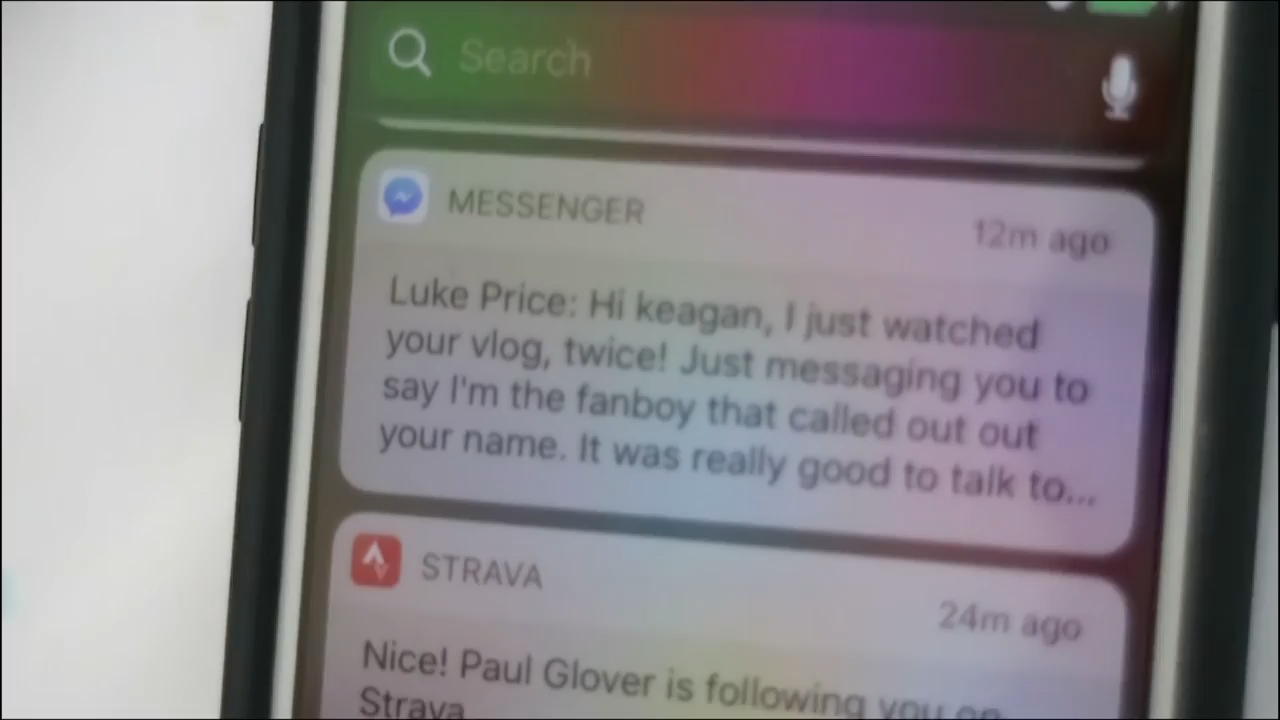 Search
MESSENGER
12m ago
Luke Price: Hi keagan, I just watched
your vlog, twice! Just messaging you to
say I'm the fanboy that called out out
your name. It was really good to talk to...
STRAVA
24m ago
Nice! Paul Glover is following you on
Strava